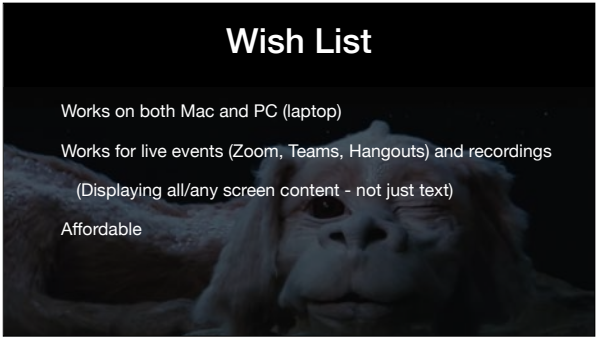 Wish List
Works on both Mac and PC (laptop)
Works for live events (Zoom, Teams, Hangouts) and recordings
(Displaying all/any screen content - not just text)
Affordable